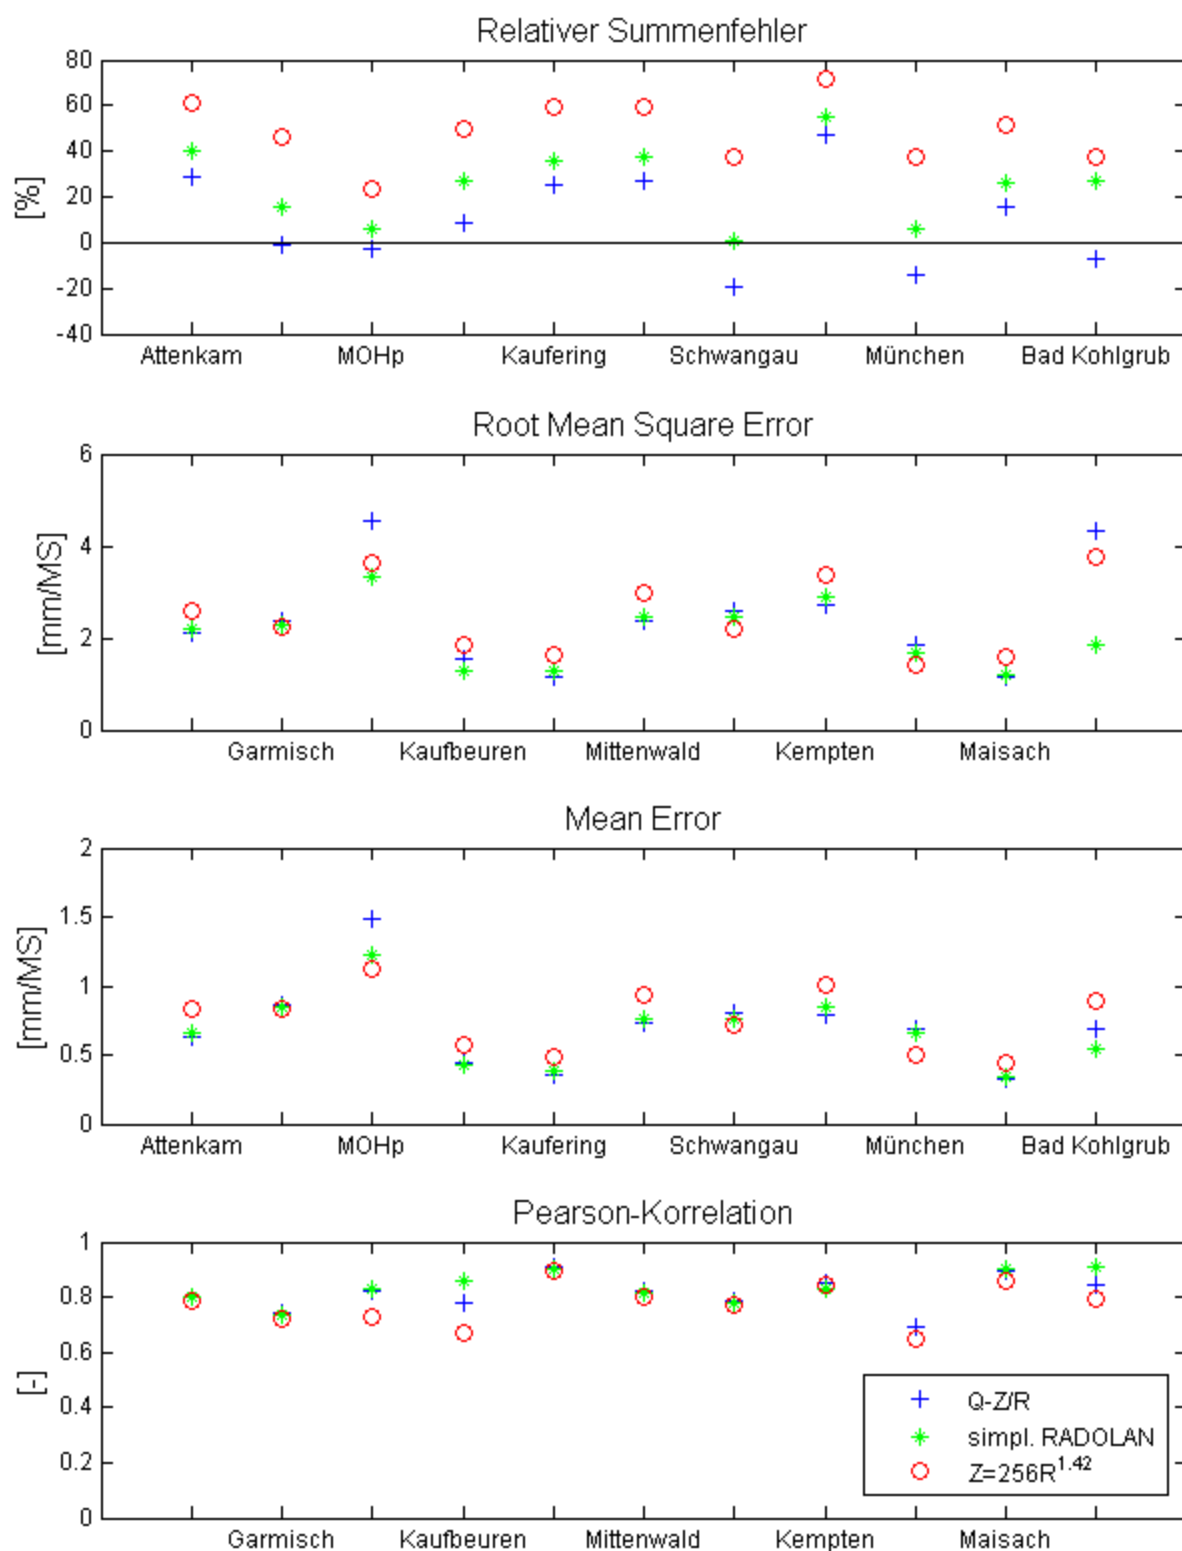 Relativer Summenfehler
80
60
40
20
0
-20
-40
[%]
Attenkam MOHp Kaufering Schwangau München Bad Kohlgrub
Root Mean Square Error
6
4
2
0
[mm/MS]
Garmisch Kaufbeuren Mittenwald Kempten Maisach
Mean Error
2
1.5
1
0.5
0
[mm/MS]
Attenkam MOHp Kaufering Schwangau München Bad Kohlgrub
Pearson-Korrelation
1
0.8
0.6
0.4
0.2
0
[-]
Q-Z/R
simpl. RADOLAN
Z=256R^1.42
Garmisch Kaufbeuren Mittenwald Kempten Maisach